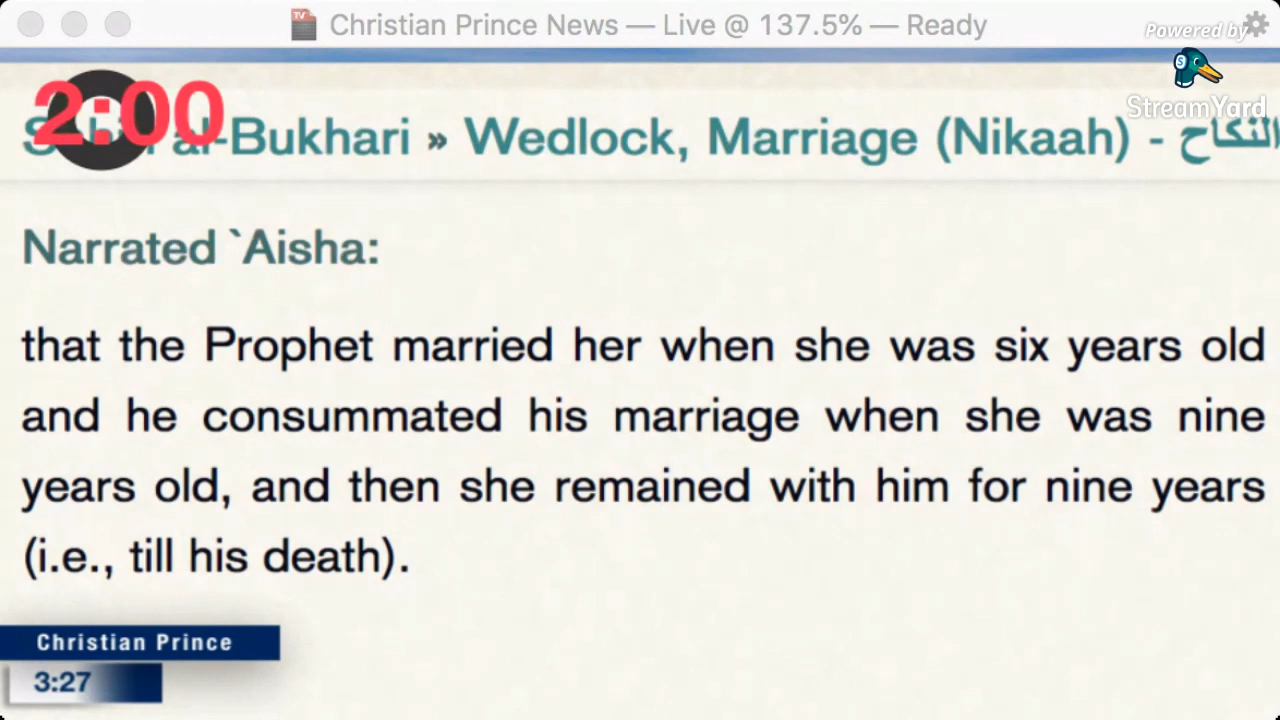 Christian Prince News — Live @ 137.5% — Ready
Powered by
StreamYard
2:00
al-Bukhari » Wedlock, Marriage (Nikaah) - النكاح
Narrated `Aisha:
that the Prophet married her when she was six years old
and he consummated his marriage when she was nine
years old, and then she remained with him for nine years
(i.e., till his death).
Christian Prince
3:27